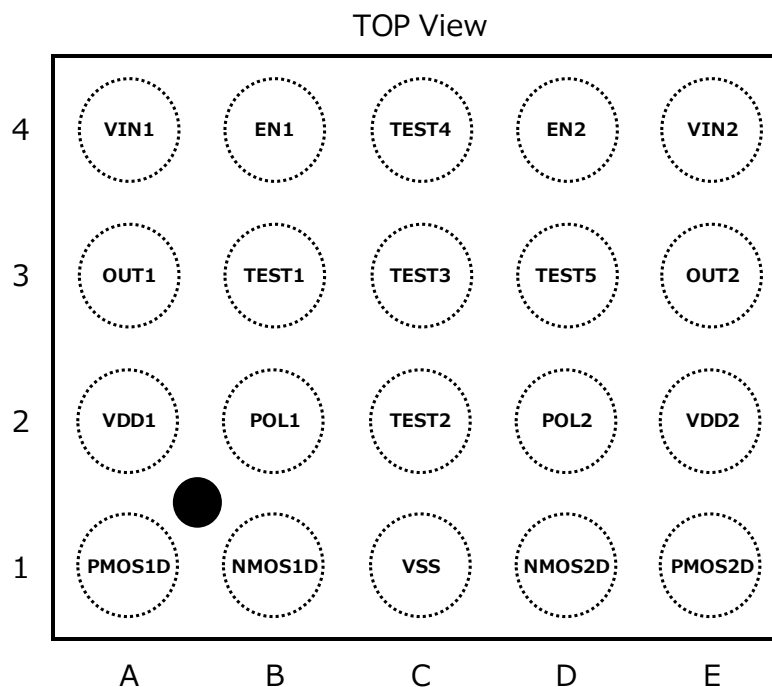 TOP View
4 VIN1 EN1 TEST4 EN2 VIN2
3 OUT1 TEST1 TEST3 TEST5 OUT2
2 VDD1 POL1 TEST2 POL2 VDD2
1 PMOS1D NMOS1D VSS NMOS2D PMOS2D
A B C D E